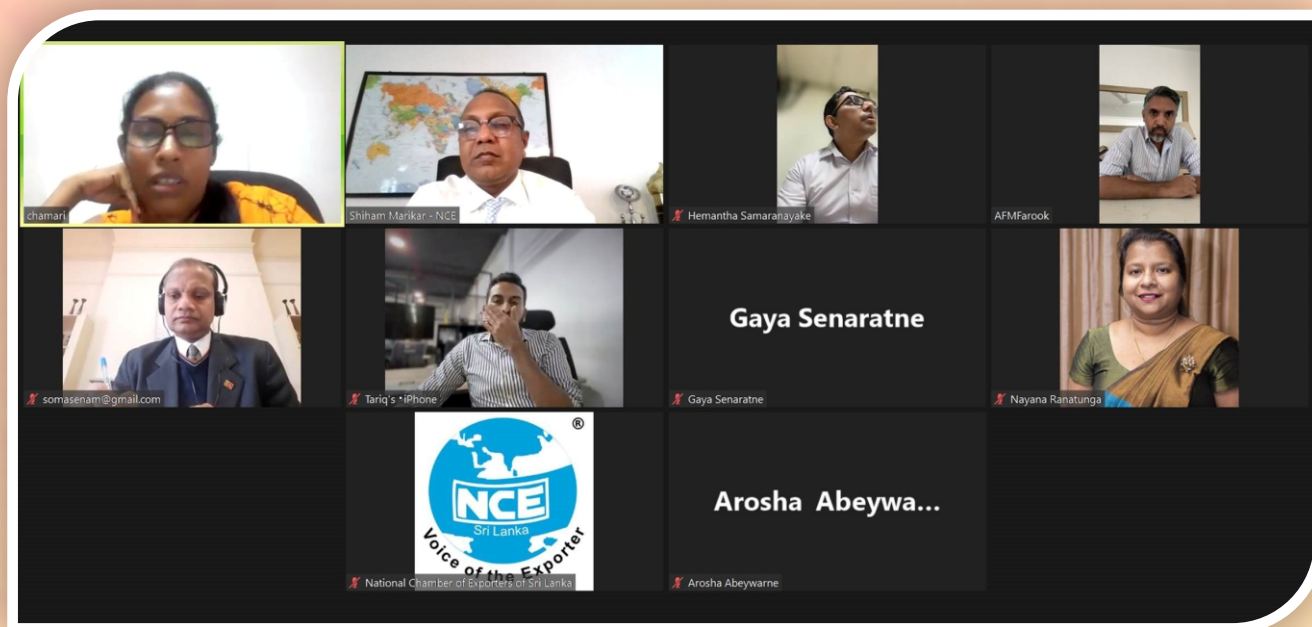 chamari
Shiham Marikar - NCE
Hemantha Samaranayake
AFMFarook
somasenam@gmail.com
Tariq's iPhone
Gaya Senaratne
Gaya Senaratne
Nayana Ranatunga
®
NCE
Sri Lanka
Voice of the Exporter
National Chamber of Exporters of Sri Lanka
Arosha Abeywa...
Arosha Abeywarne